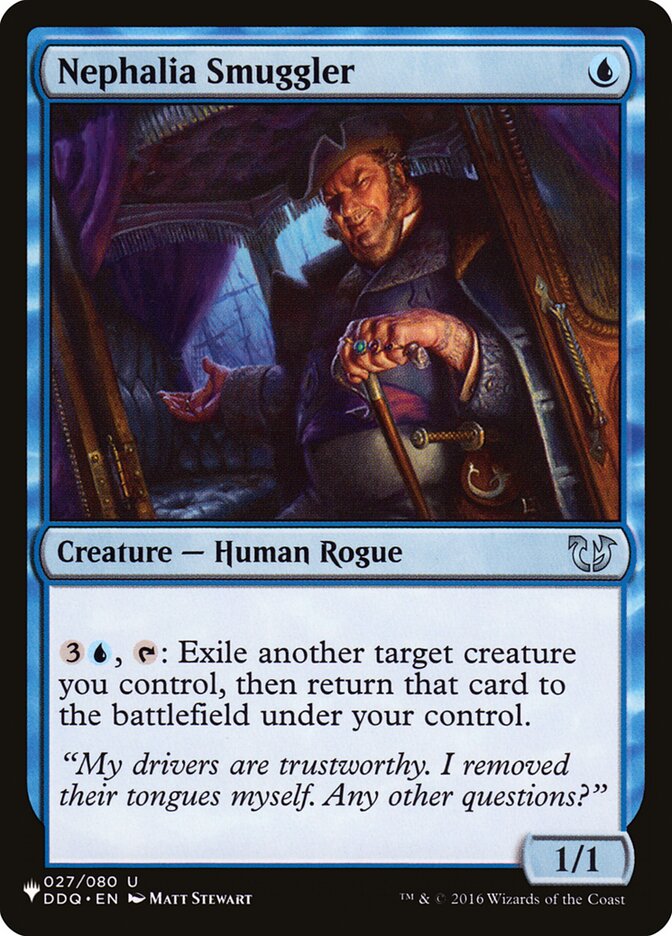 Nephalia Smuggler
Creature — Human Rogue
3, : Exile another target creature
you control, then return that card to
the battlefield under your control.
“My drivers are trustworthy. I removed
their tongues myself. Any other questions?”
1/1
027/080 U
DDQ • EN Matt Stewart
™ & © 2016 Wizards of the Coast